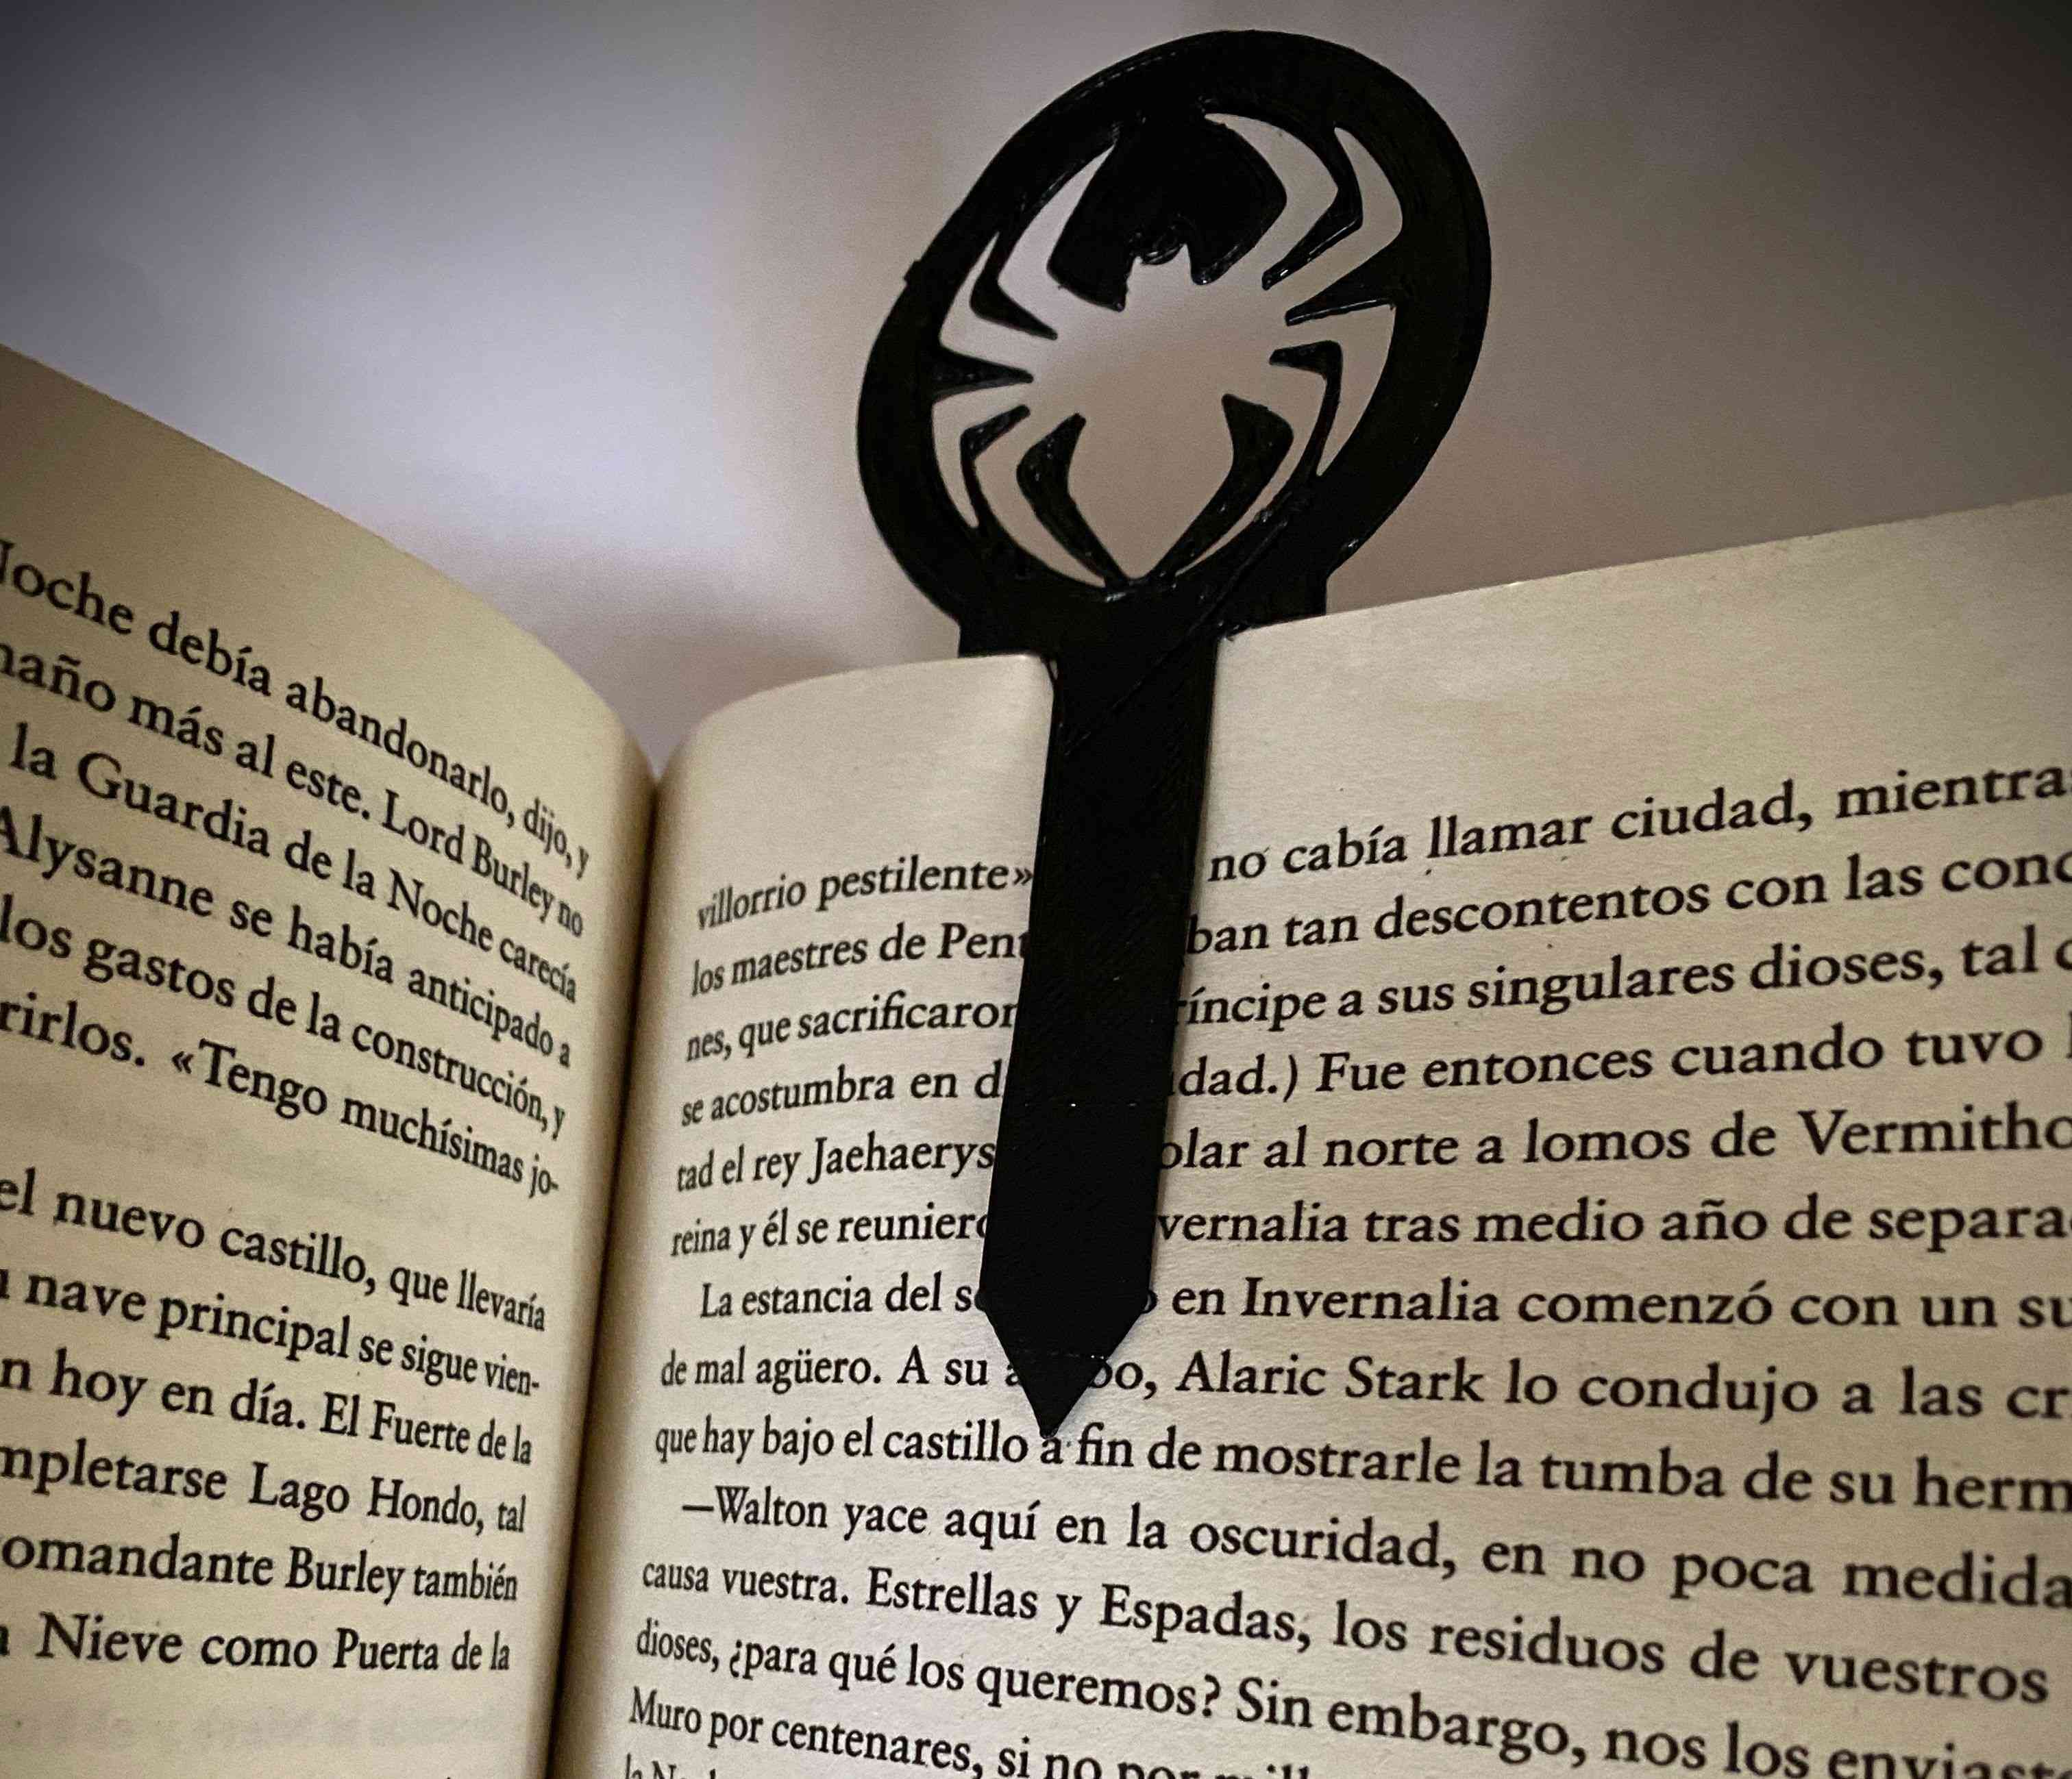 Noche debía abandonarlo, dijo, y
más al este. Lord Burley no
la Guardia de la Noche carecía
Alysanne se había anticipado a
los gastos de la construcción, y
rirlos. «Tengo muchísimas jo-
el nuevo castillo, que llevaría
nave principal se sigue vien-
n hoy en día. El Fuerte de la
mpletarse Lago Hondo, tal
omandante Burley también
Nieve como Puerta de la
villorrio pestilente» no cabía llamar ciudad, mientra
los maestres de Pen ban tan descontentos con las conc
nes, que sacrificaron ríncipe a sus singulares dioses, tal
se acostumbra en dad.) Fue entonces cuando tuvo
tad el rey Jaehaerys olar al norte a lomos de Vermitho
reina y él se reuniero vernalia tras medio año de separa
La estancia del en Invernalia comenzó con un su
de mal agüero. A su Alaric Stark lo condujo a las cr
que hay bajo el castillo a fin de mostrarle la tumba de su herm
—Walton yace aquí en la oscuridad, en no poca medida
causa vuestra. Estrellas y Espadas, los residuos de vuestros
dioses, ¿para qué los queremos? Sin embargo, nos los enviast
Muro por centenares, si no por